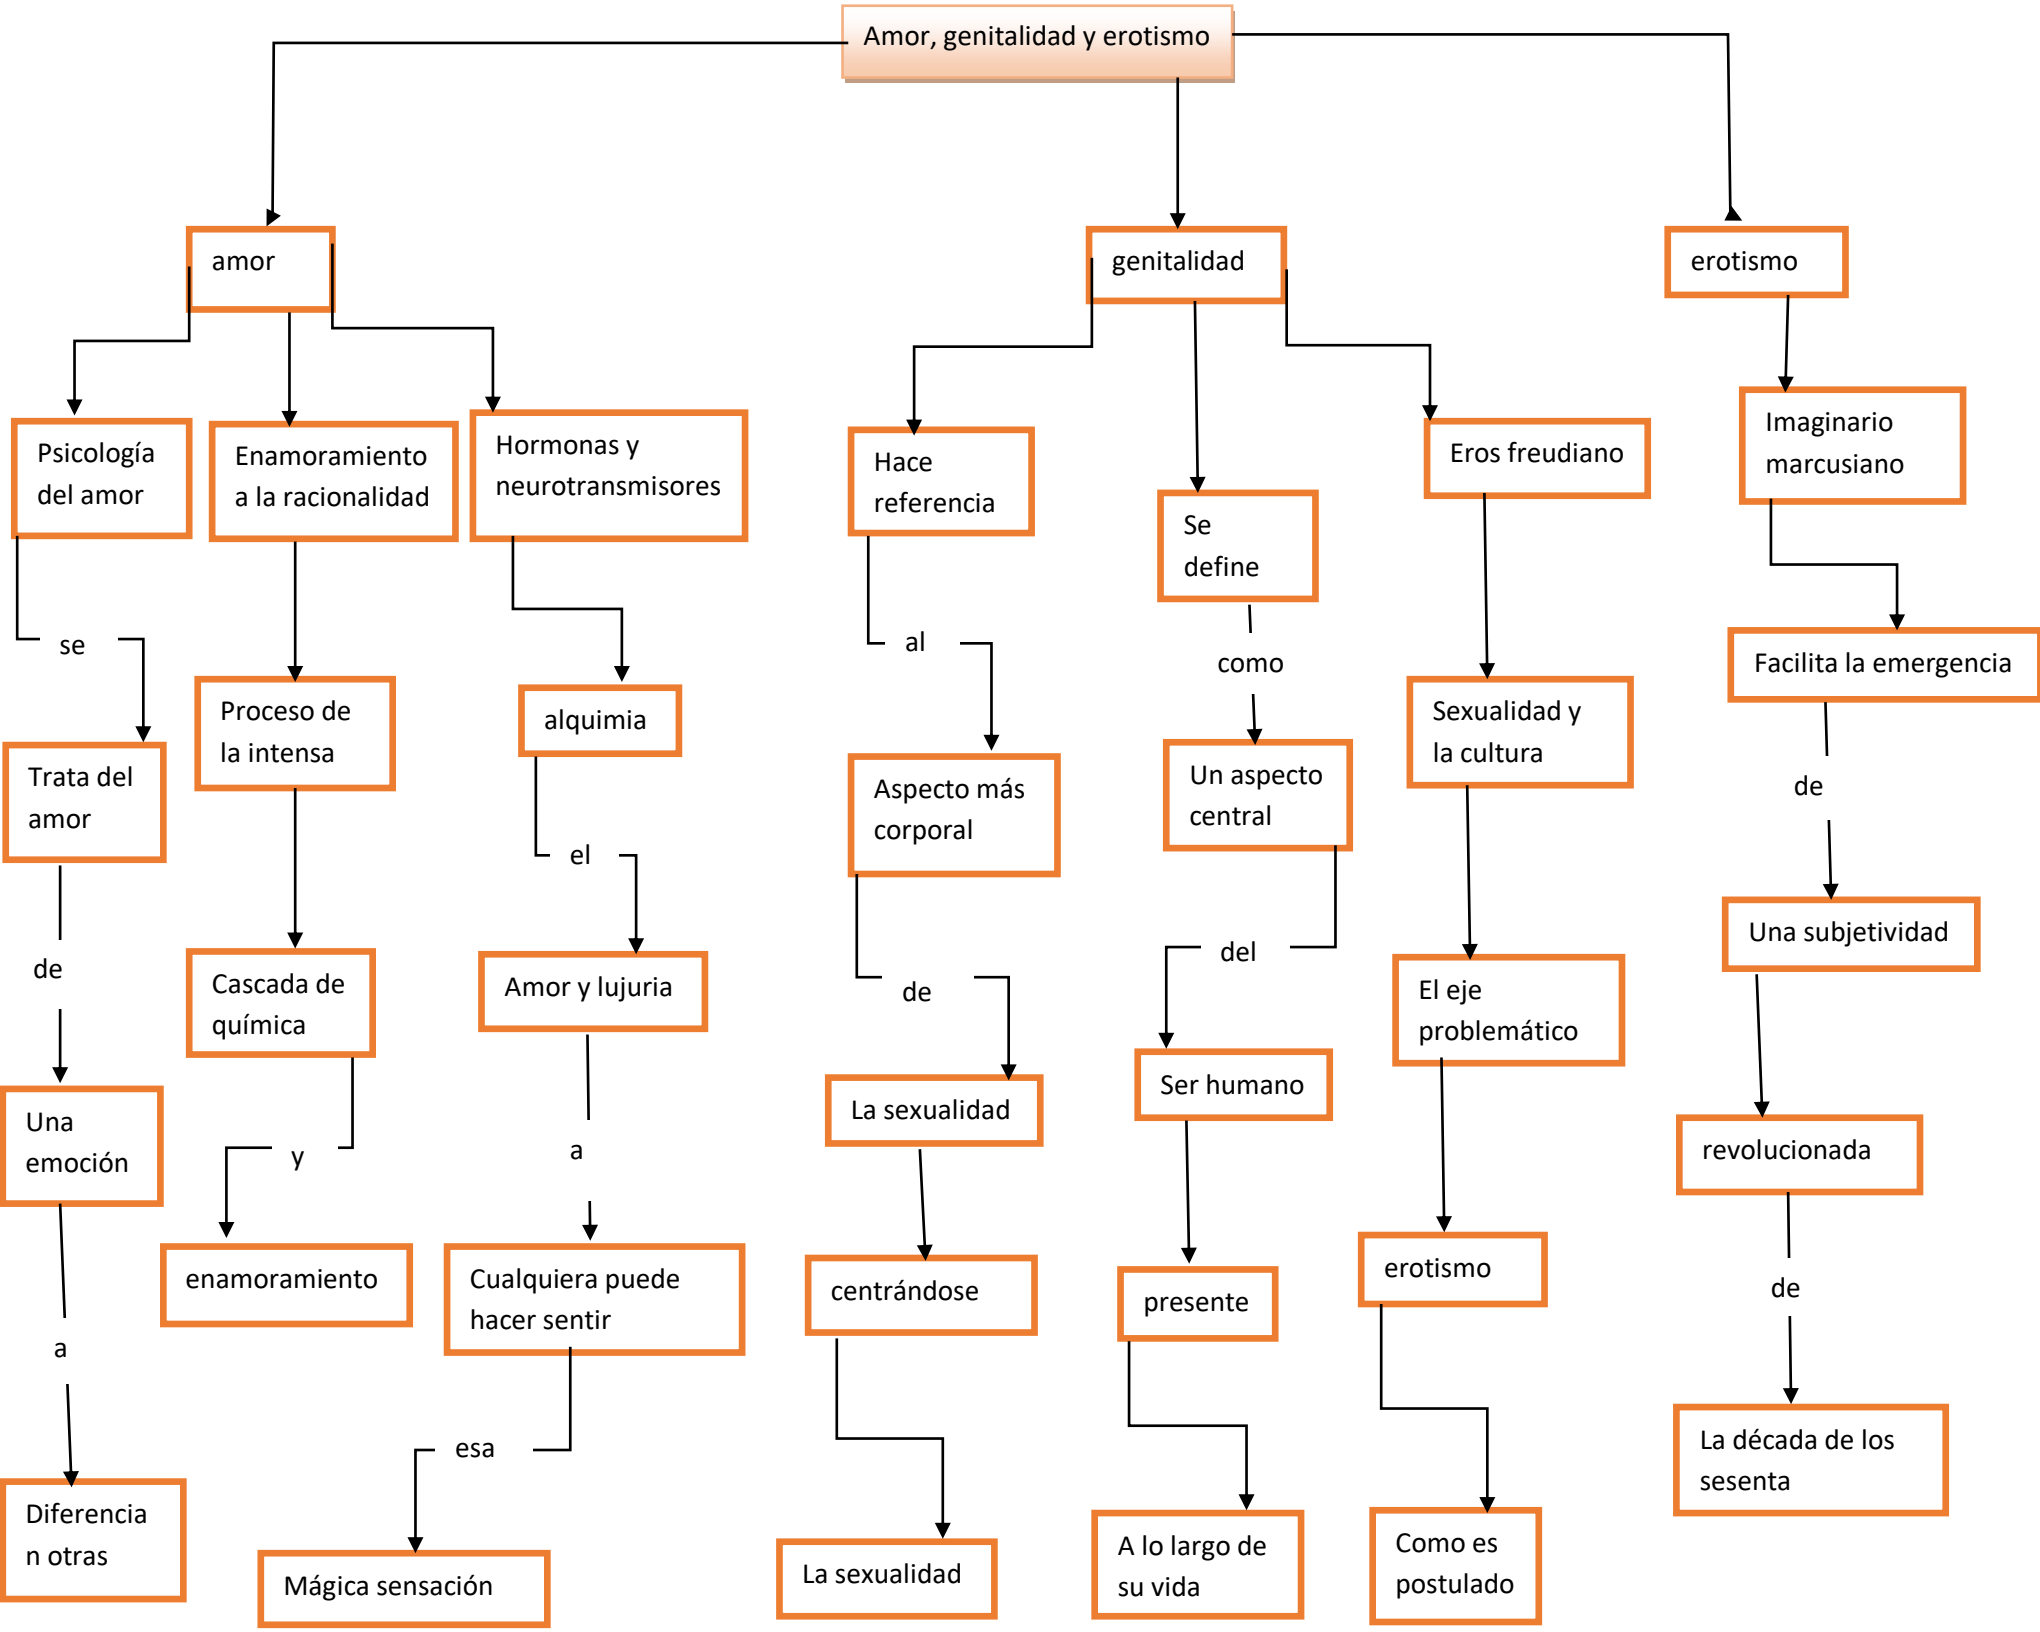 Amor, genitalidad y erotismo
amor
genitalidad
erotismo
Psicología
del amor
Enamoramiento
a la racionalidad
Hormonas y
neurotransmisores
Hace
referencia
Se
define
Eros freudiano
Imaginario
marcusiano
se
al
como
Facilita la emergencia
Trata del
amor
Proceso de
la intensa
alquimia
Aspecto más
corporal
Un aspecto
central
Sexualidad y
la cultura
de
el
de
del
de
Una subjetividad
Cascada de
química
Amor y lujuria
de
El eje
problemático
Una
emoción
y
a
La sexualidad
Ser humano
revolucionada
enamoramiento
Cualquiera puede
hacer sentir
centrándose
presente
erotismo
de
a
esa
La década de los
sesenta
Diferencia
n otras
Mágica sensación
La sexualidad
A lo largo de
su vida
Como es
postulado